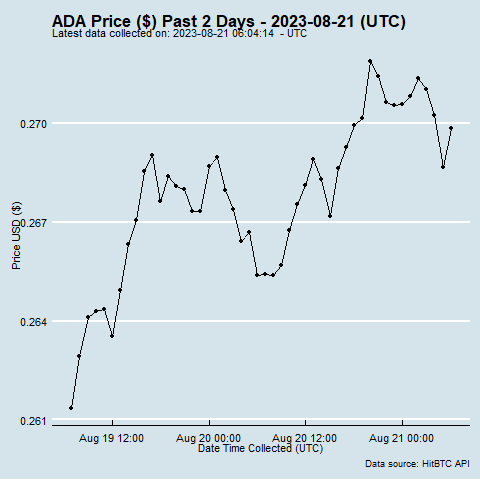 ADA Price ($) Past 2 Days - 2023-08-21 (UTC)
Latest data collected on: 2023-08-21 06:04:14 - UTC
0.270
0.267
0.264
0.261
Price USD ($)
Aug 19 12:00 Aug 20 00:00 Aug 20 12:00 Aug 21 00:00
Date Time Collected (UTC)
Data source: HitBTC API